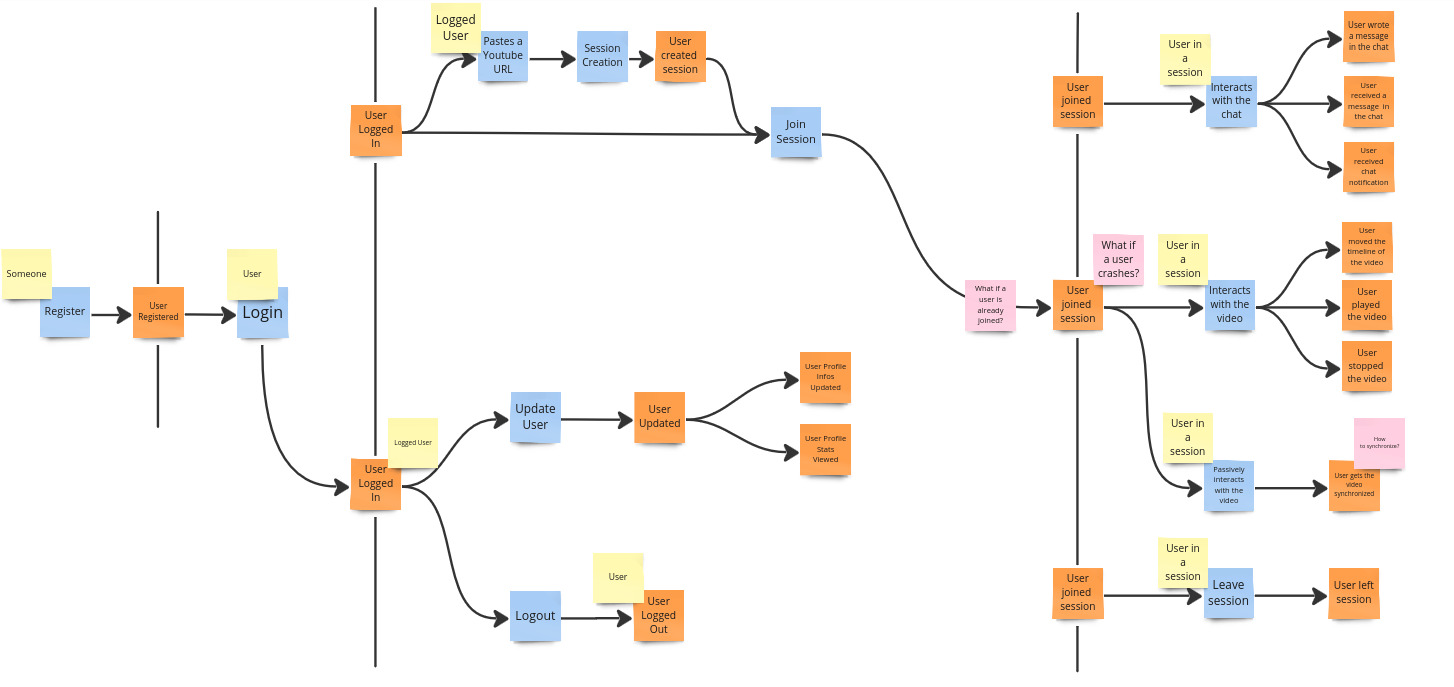 Someone
Register
User
Registered
User
Login
User
Logged
In
Logged
User
Pastes a
Youtube
URL
Session
Creation
User
created
session
Join
Session
Logged User
User
Logged
In
Update
User
User
Updated
User Profile
Infos
Updated
User Profile
Stats
Viewed
Logout
User
User
Logged
Out
What if a
user is
already
joined?
User
joined
session
User in
a
session
Interacts
with the
chat
User wrote
a message
in the chat
User
received a
message in
the chat
User
received
chat
notification
What if
a user
crashes?
User
joined
session
User in
a
session
Interacts
with the
video
User
moved the
timeline of
the video
User
played
the video
User
stopped
the video
User in
a
session
Passively
interacts
with the
video
How
to synchronize?
User gets the
video
synchronized
User
joined
session
User in
a
session
Leave
session
User left
session